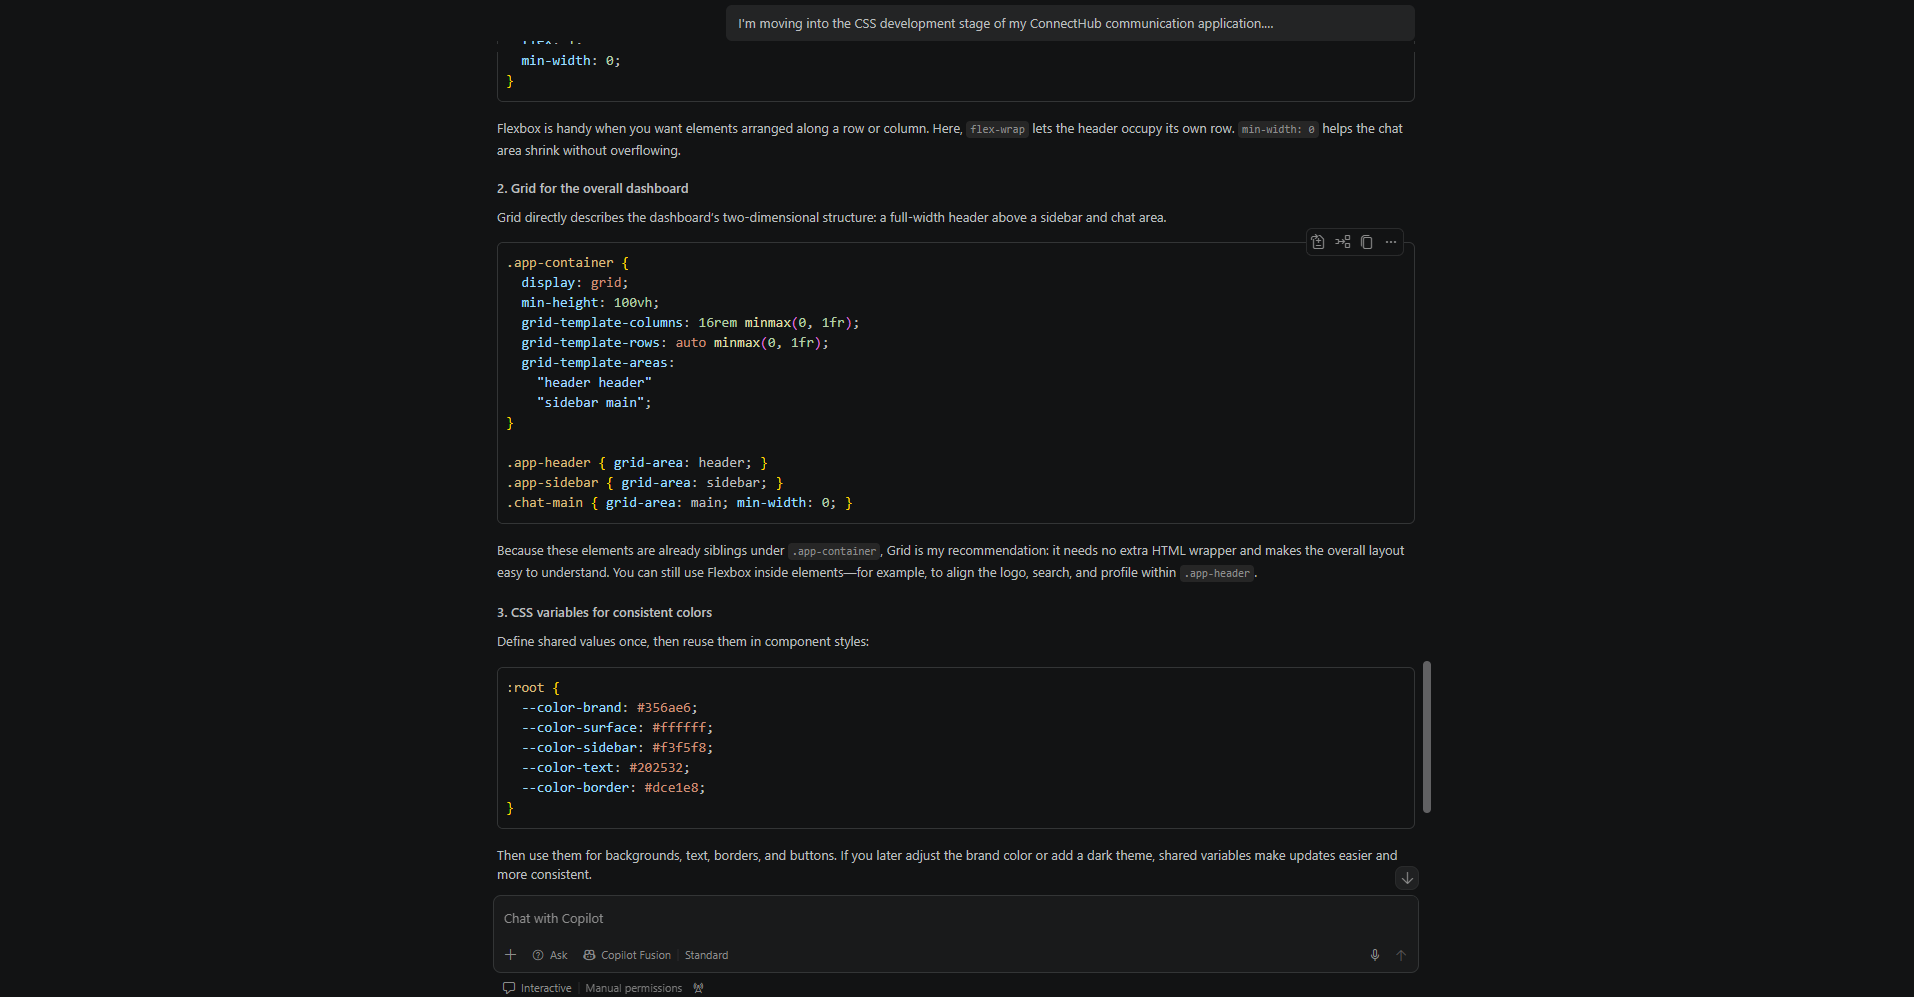 I'm moving into the CSS development stage of my ConnectHub communication application....
min-width: 0;
}
Flexbox is handy when you want elements arranged along a row or column. Here, flex-wrap lets the header occupy its own row. min-width: 0 helps the chat
area shrink without overflowing.
2. Grid for the overall dashboard
Grid directly describes the dashboard's two-dimensional structure: a full-width header above a sidebar and chat area.
.app-container {
display: grid;
min-height: 100vh;
grid-template-columns: 16rem minmax(0, 1fr);
grid-template-rows: auto minmax(0, 1fr);
grid-template-areas:
"header header"
"sidebar main";
}
.app-header { grid-area: header; }
.app-sidebar { grid-area: sidebar; }
.chat-main { grid-area: main; min-width: 0; }
Because these elements are already siblings under .app-container, Grid is my recommendation: it needs no extra HTML wrapper and makes the overall layout
easy to understand. You can still use Flexbox inside elements—for example, to align the logo, search, and profile within .app-header.
3. CSS variables for consistent colors
Define shared values once, then reuse them in component styles:
:root {
--color-brand: #356ae6;
--color-surface: #ffffff;
--color-sidebar: #f3f5f8;
--color-text: #202532;
--color-border: #dce1e8;
}
Then use them for backgrounds, text, borders, and buttons. If you later adjust the brand color or add a dark theme, shared variables make updates easier and
more consistent.
Chat with Copilot
Ask Copilot Fusion Standard
Interactive Manual permissions